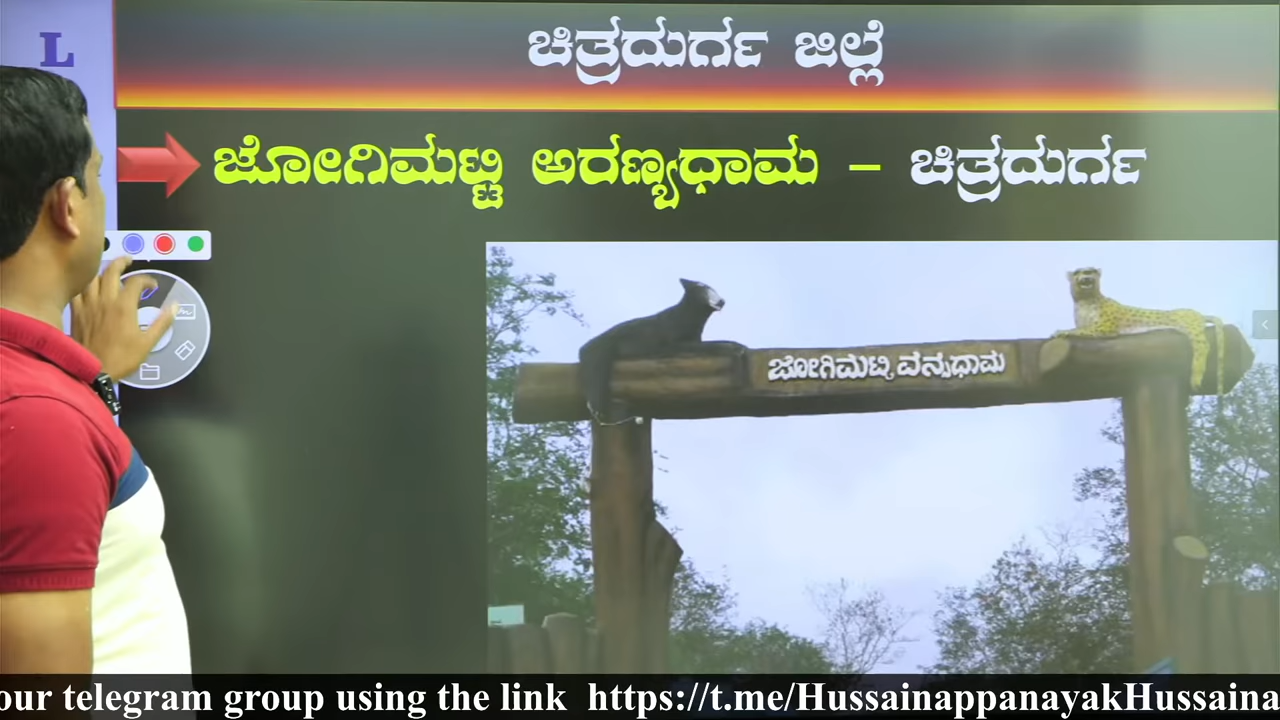 L
ಚಿತ್ರದುರ್ಗ ಜಿಲ್ಲೆ
ಜೋಗಿಮಟ್ಟಿ ಅರಣ್ಯಧಾಮ – ಚಿತ್ರದುರ್ಗ
ಜೋಗಿಮಟ್ಟಿ ವನ್ಯಧಾಮ
our telegram group using the link https://t.me/HussainappanayakHussaina